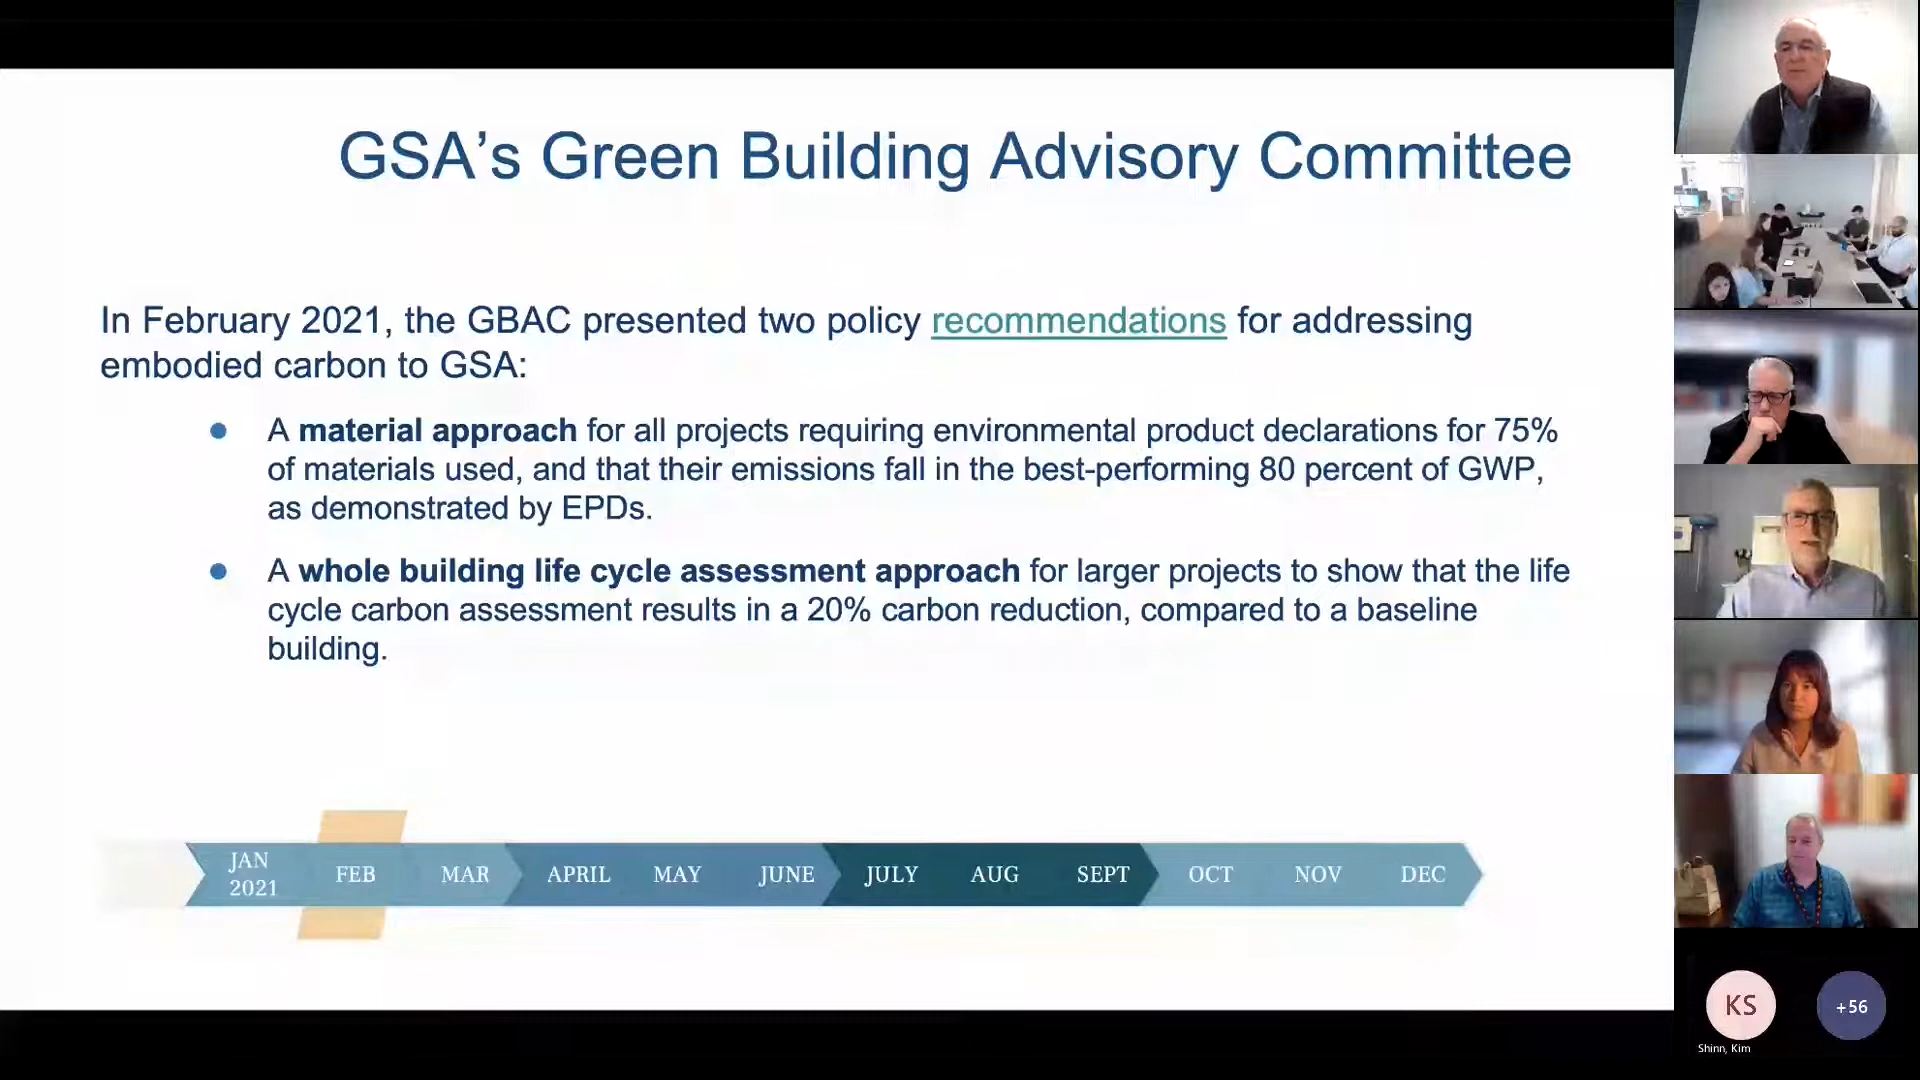 GSA’s Green Building Advisory Committee
In February 2021, the GBAC presented two policy recommendations for addressing
embodied carbon to GSA:
● A material approach for all projects requiring environmental product declarations for 75%
of materials used, and that their emissions fall in the best-performing 80 percent of GWP,
as demonstrated by EPDs.
● A whole building life cycle assessment approach for larger projects to show that the life
cycle carbon assessment results in a 20% carbon reduction, compared to a baseline
building.
JAN
2021
FEB
MAR
APRIL
MAY
JUNE
JULY
AUG
SEPT
OCT
NOV
DEC
KS
+56
Shinn, Kim